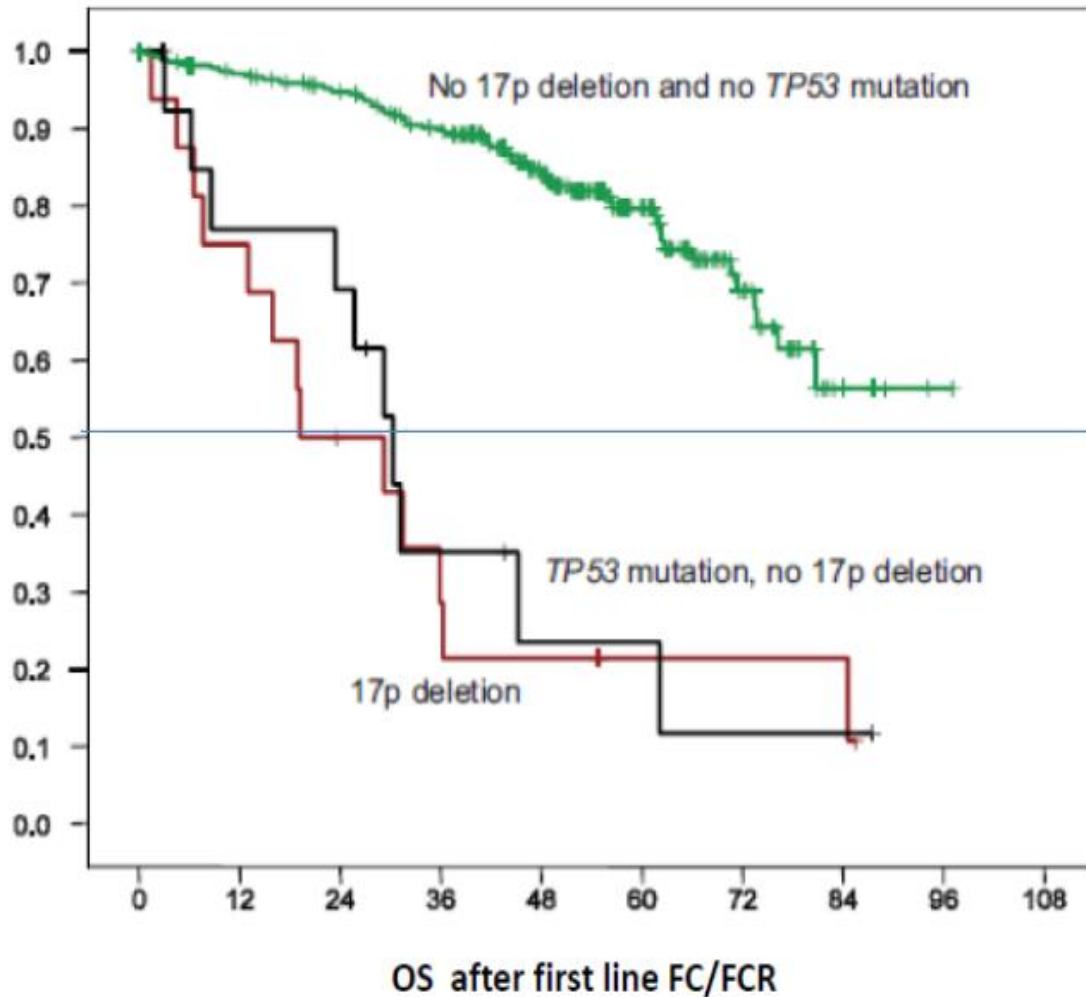 1.0
No 17p deletion and no TP53 mutation
0.9
0.8
0.7
0.6
0.5
0.4
TP53 mutation, no 17p deletion
0.3
0.2
17p deletion
0.1
0.0
0 12 24 36 48 60 72 84 96 108
OS after first line FC/FCR